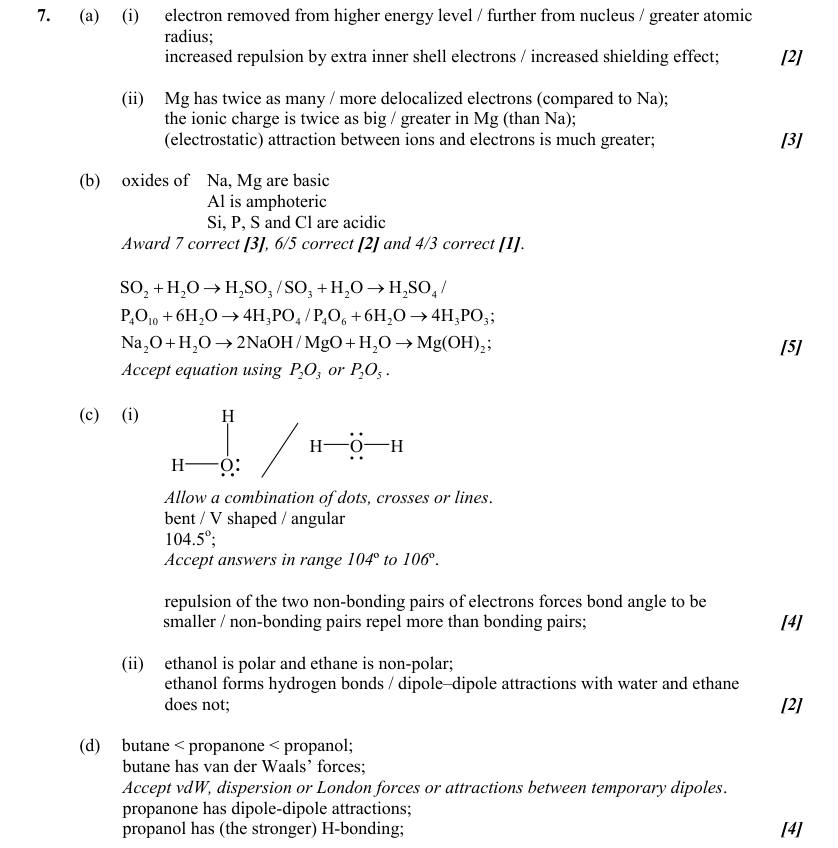 7. (a) (i) electron removed from higher energy level / further from nucleus / greater atomic
radius;
increased repulsion by extra inner shell electrons / increased shielding effect; [2]
(ii) Mg has twice as many / more delocalized electrons (compared to Na);
the ionic charge is twice as big / greater in Mg (than Na);
(electrostatic) attraction between ions and electrons is much greater; [3]
(b) oxides of Na, Mg are basic
Al is amphoteric
Si, P, S and Cl are acidic
Award 7 correct [3], 6/5 correct [2] and 4/3 correct [1].
SO₂ + H₂O → H₂SO₃ / SO₃ + H₂O → H₂SO₄ /
P₄O₁₀ + 6H₂O → 4H₃PO₄ / P₄O₆ + 6H₂O → 4H₃PO₃;
Na₂O + H₂O → 2NaOH / MgO + H₂O → Mg(OH)₂; [5]
Accept equation using P₂O₃ or P₂O₅.
(c) (i) H
H—O: / H—O—H
Allow a combination of dots, crosses or lines.
bent / V shaped / angular
104.5°;
Accept answers in range 104° to 106°.
repulsion of the two non-bonding pairs of electrons forces bond angle to be
smaller / non-bonding pairs repel more than bonding pairs; [4]
(ii) ethanol is polar and ethane is non-polar;
ethanol forms hydrogen bonds / dipole–dipole attractions with water and ethane
does not; [2]
(d) butane < propanone < propanol;
butane has van der Waals' forces;
Accept vdW, dispersion or London forces or attractions between temporary dipoles.
propanone has dipole-dipole attractions;
propanol has (the stronger) H-bonding; [4]